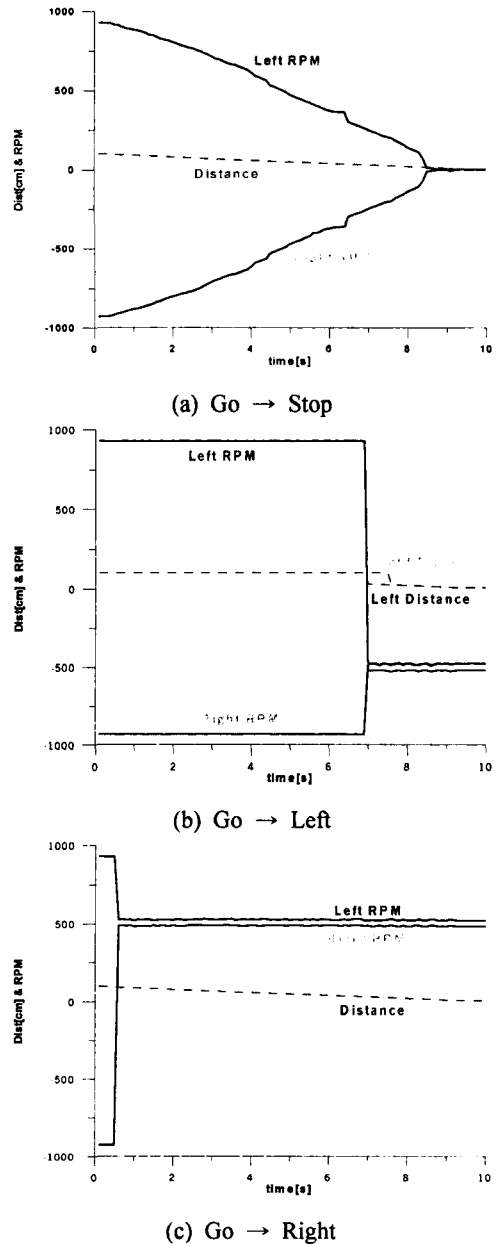 1000
Left RPM
500
Dist[cm] & RPM
0
Distance
-500
-1000
0 2 4 6 8 10
time[s]
(a) Go → Stop
1000
Left RPM
500
Dist[cm] & RPM
0
Left Distance
-500
Right RPM
-1000
0 2 4 6 8 10
time[s]
(b) Go → Left
1000
Left RPM
500
RPM
Dist[cm] & RPM
0
Distance
500
1000
0 2 4 6 8 10
time[s]
(c) Go → Right